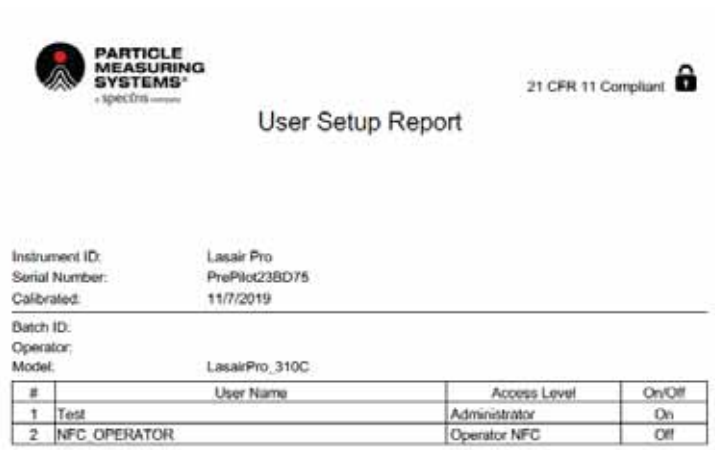 PARTICLE
MEASURING
SYSTEMS®
a spectris company
21 CFR 11 Compliant
User Setup Report
Instrument ID: Lasair Pro
Serial Number: PrePilot23BD75
Calibrated: 11/7/2019
Batch ID:
Operator:
Model: LasairPro_310C
# User Name Access Level On/Off
1 Test Administrator On
2 NFC_OPERATOR Operator NFC Off